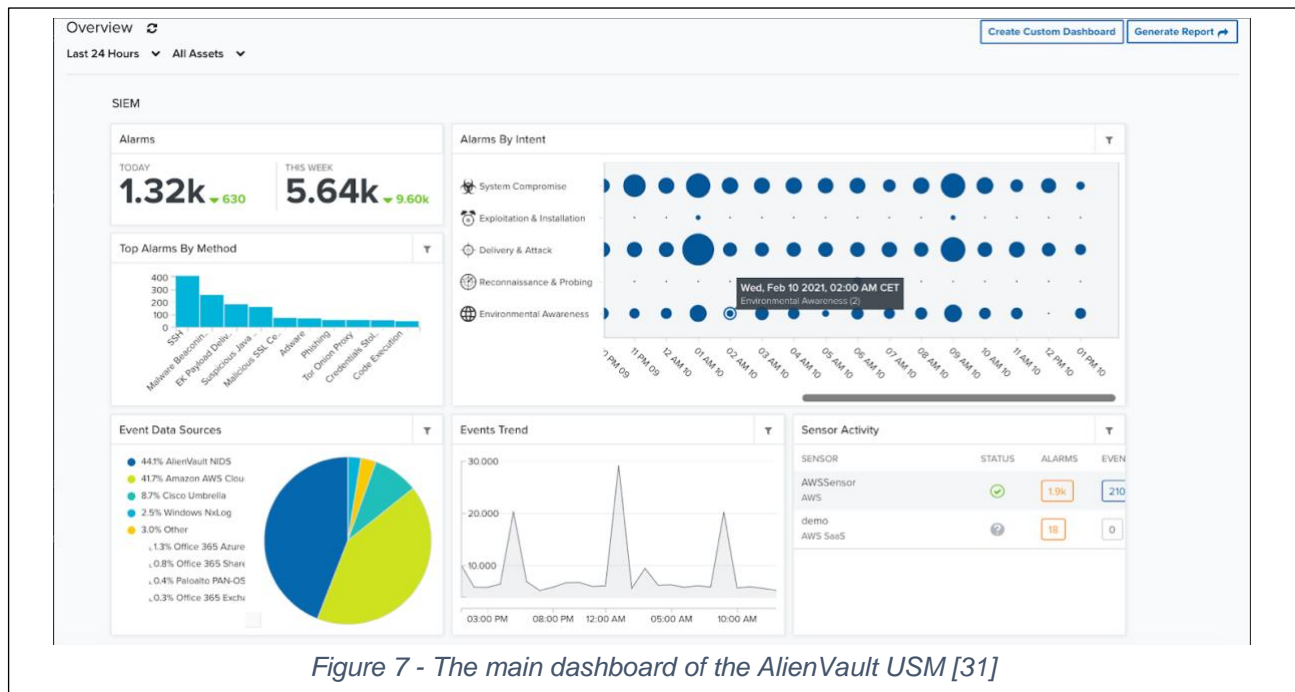 Overview
Create Custom Dashboard
Generate Report
Last 24 Hours
All Assets
SIEM
Alarms
TODAY
1.32k
630
THIS WEEK
5.64k
9.60k
Alarms By Intent
System Compromise
Exploitation & Installation
Delivery & Attack
Reconnaissance & Probing
Environmental Awareness
Wed, Feb 10 2021, 02:00 AM CET
Environmental Awareness (2)
PM 09
11 PM 09
12 AM 10
01 AM 10
02 AM 10
03 AM 10
04 AM 10
05 AM 10
06 AM 10
07 AM 10
08 AM 10
09 AM 10
10 AM 10
11 AM 10
12 PM 10
01 PM 10
Top Alarms By Method
400
300
200
100
0
SSH
Malware Beaconin..
EK Payload Deliv..
Suspicious Java ..
Malicious SSL Ce..
Adware
Phishing
Tor Onion Proxy
Credentials Stol..
Code Execution
Event Data Sources
44.1% AlienVault NIDS
41.7% Amazon AWS Clou
8.7% Cisco Umbrella
2.5% Windows NxLog
3.0% Other
1.3% Office 365 Azure
0.8% Office 365 Share
0.4% Paloalto PAN-OS
0.3% Office 365 Excha
Events Trend
30.000
20.000
10.000
03:00 PM
08:00 PM
12:00 AM
05:00 AM
10:00 AM
Sensor Activity
SENSOR
STATUS
ALARMS
EVEN
AWSSensor
AWS
1.9k
210
demo
AWS SaaS
18
0
Figure 7 - The main dashboard of the AlienVault USM [31]